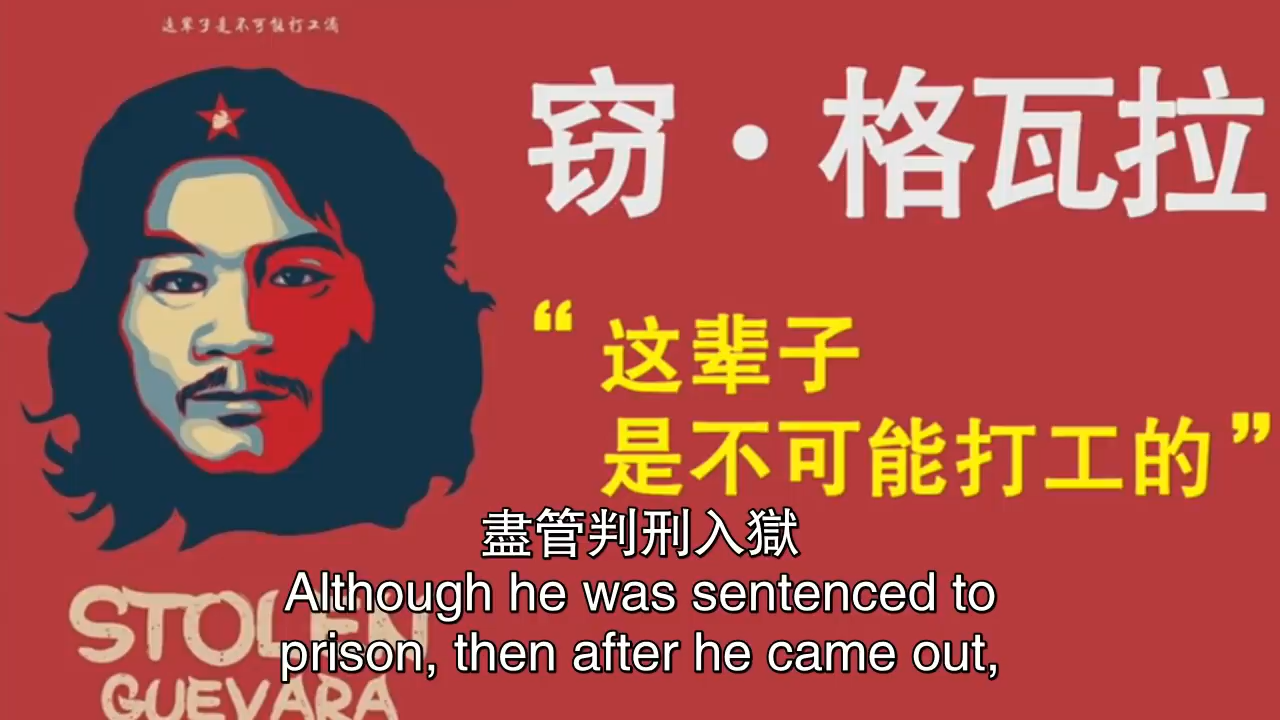 这辈子是不可能打工滴
窃·格瓦拉
“这辈子
是不可能打工的”
盡管判刑入獄
Although he was sentenced to
prison, then after he came out,
STOLEN
GUEVARA